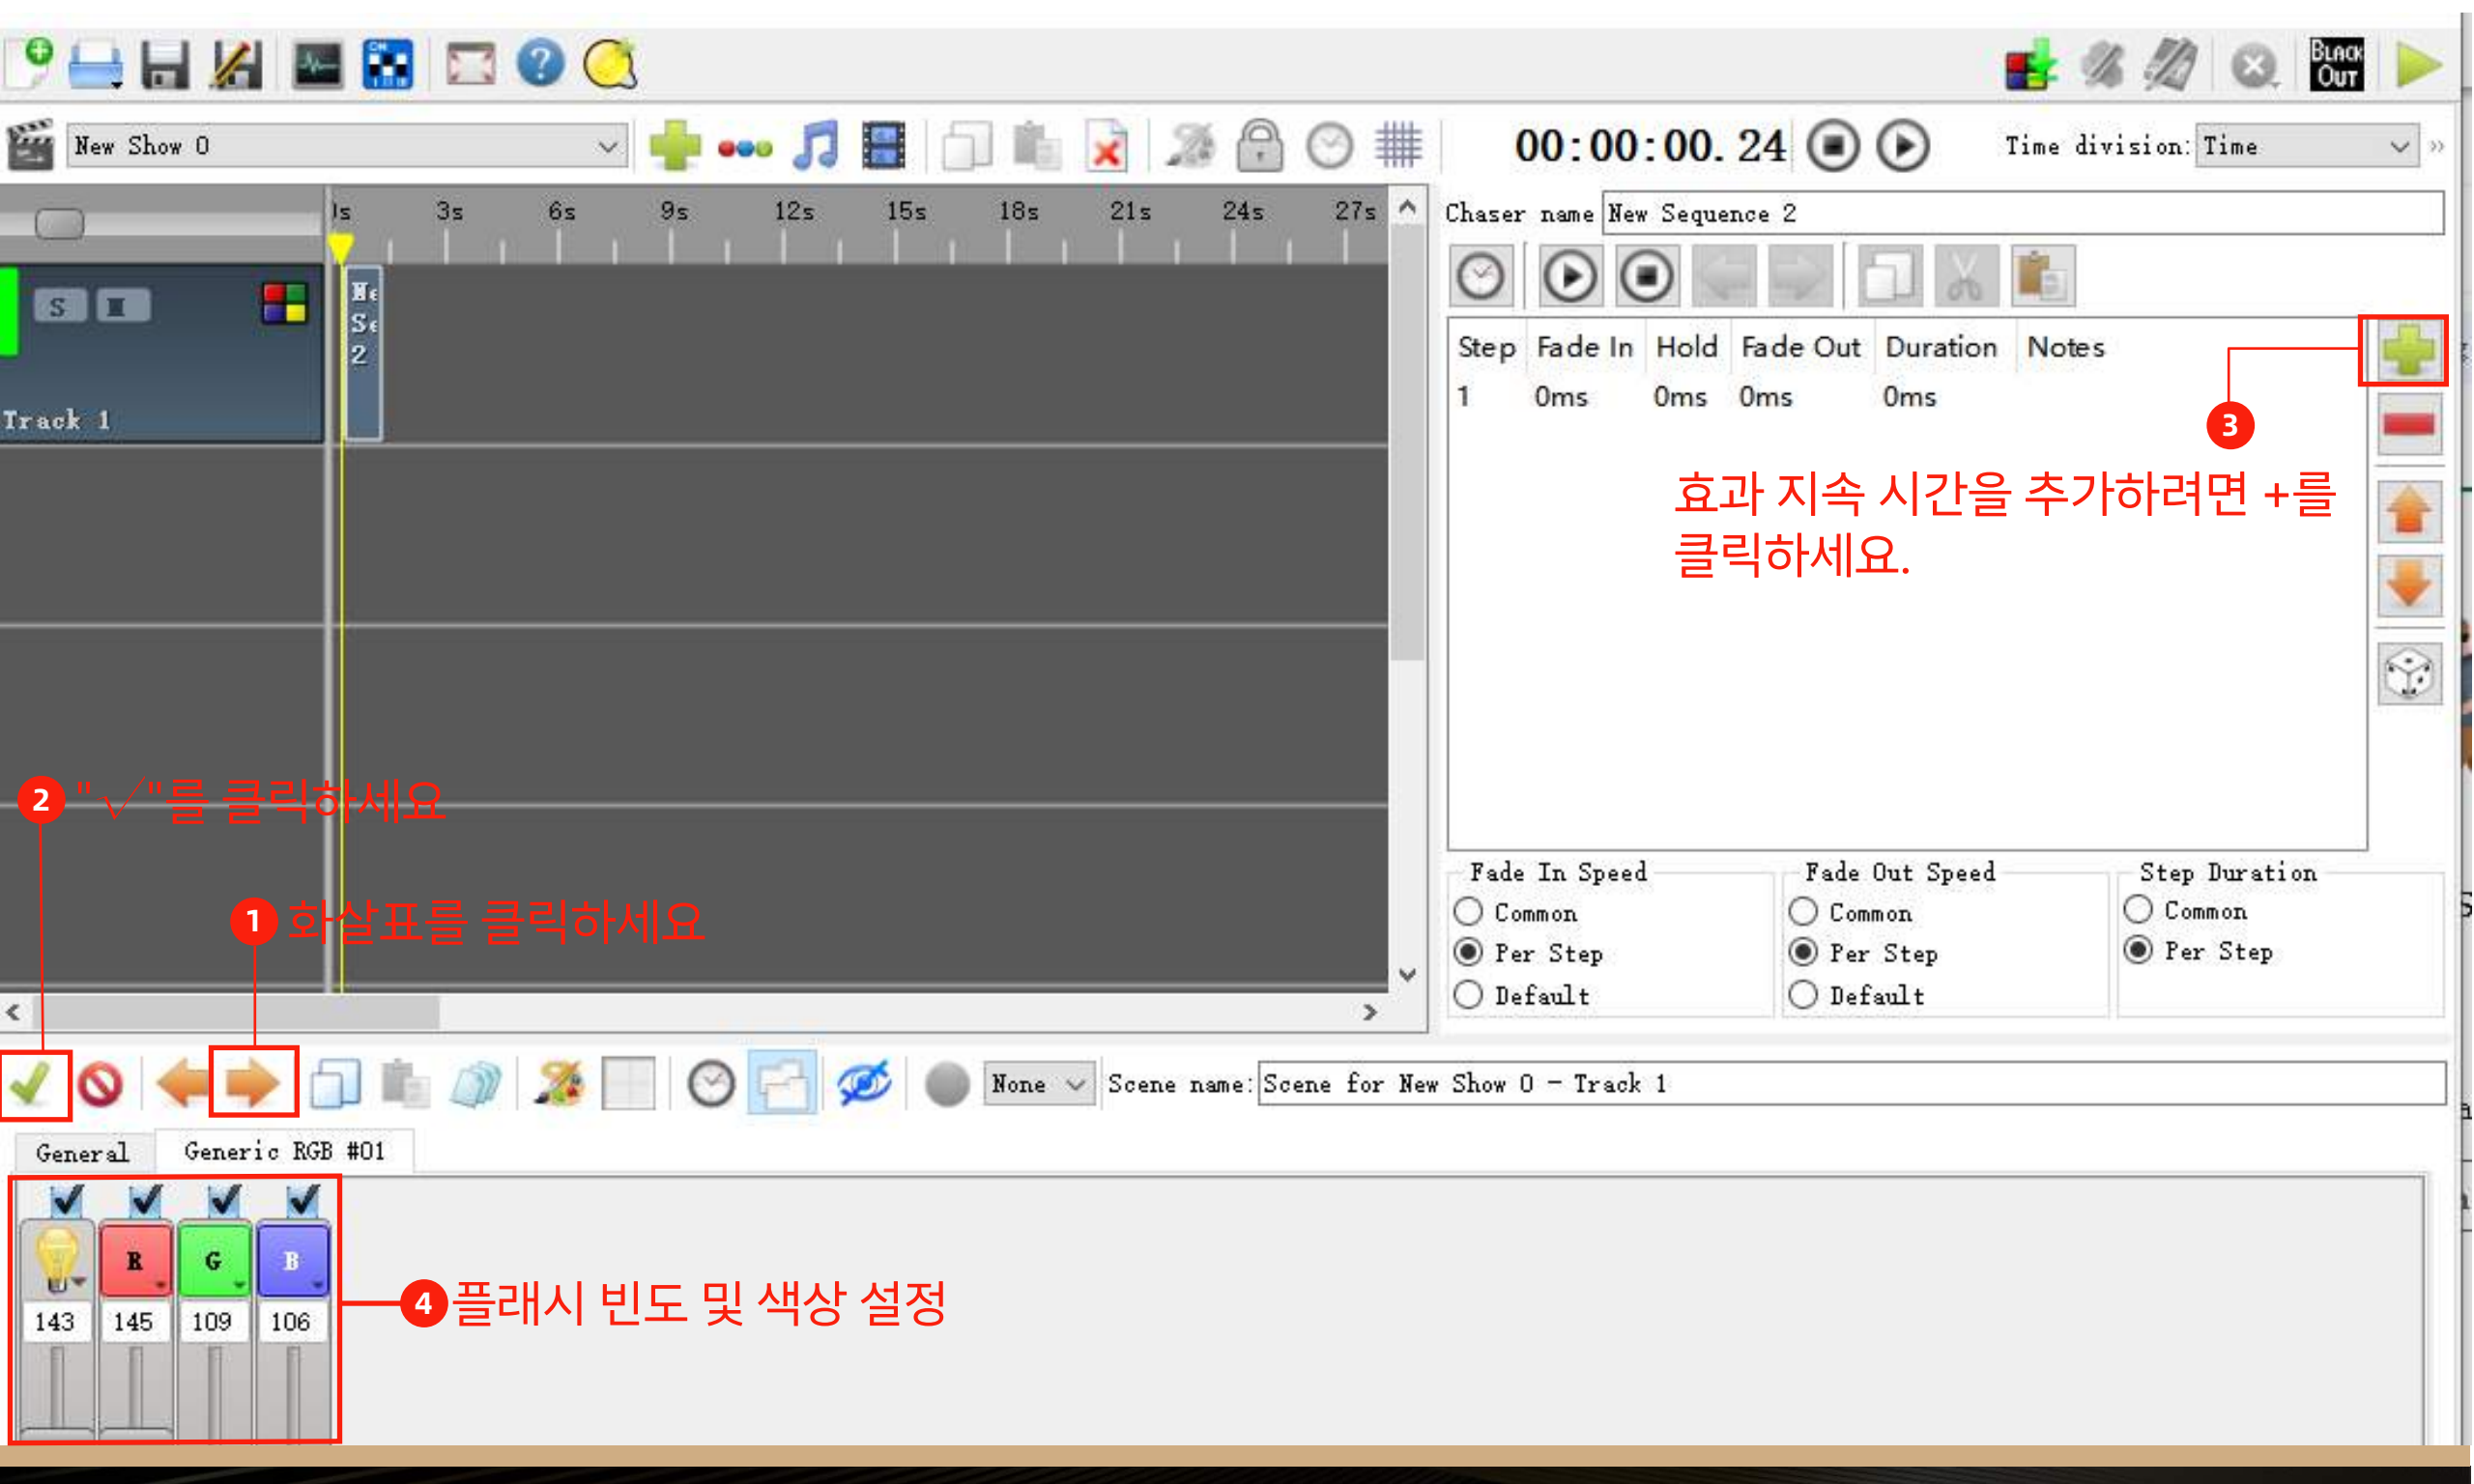 BLACK
OUT
New Show 0
00:00:00.24
Time division: Time
3s 6s 9s 12s 15s 18s 21s 24s 27s
Chaser name New Sequence 2
S
2
Track 1
Step Fade In Hold Fade Out Duration Notes
1 0ms 0ms 0ms 0ms
3
효과 지속 시간을 추가하려면 +를
클릭하세요.
2 "√"를 클릭하세요
1 화살표를 클릭하세요
Fade In Speed Fade Out Speed Step Duration
Common Common Common
Per Step Per Step Per Step
Default Default
None Scene name: Scene for New Show 0 - Track 1
General Generic RGB #01
R G B
143 145 109 106
4 플래시 빈도 및 색상 설정